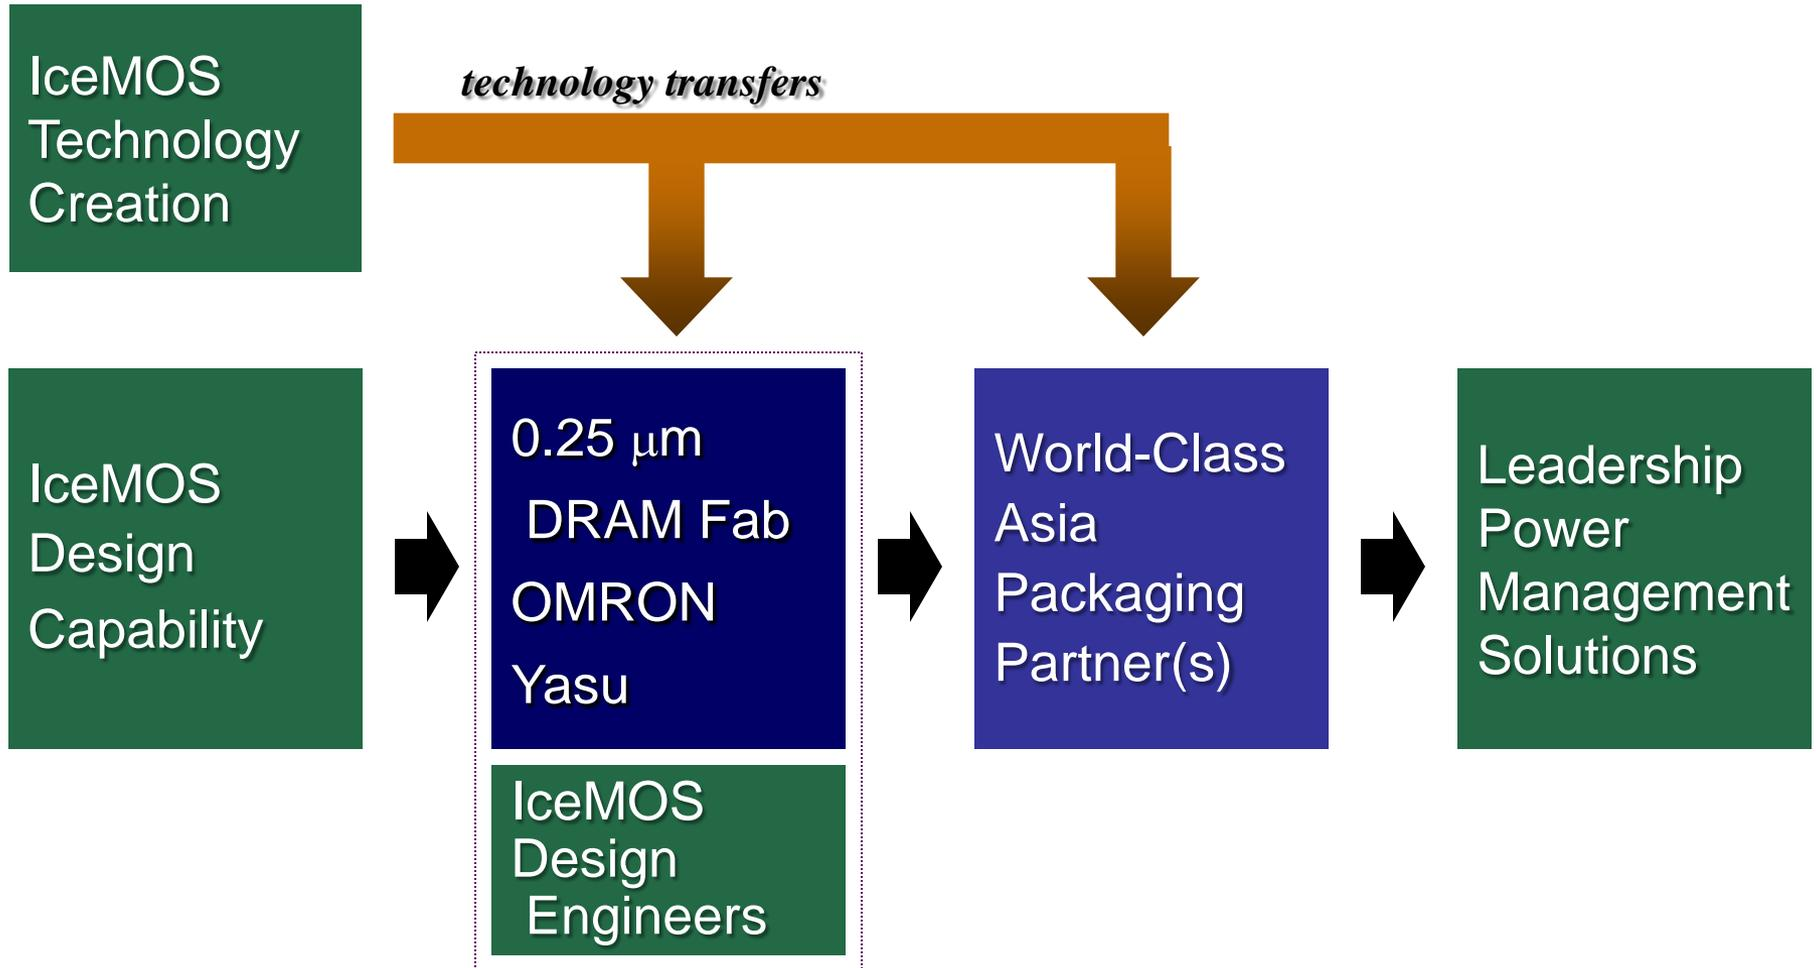 IceMOS
Technology
Creation
technology transfers
IceMOS
Design
Capability
0.25 μm
DRAM Fab
OMRON
Yasu
IceMOS
Design
Engineers
World-Class
Asia
Packaging
Partner(s)
Leadership
Power
Management
Solutions